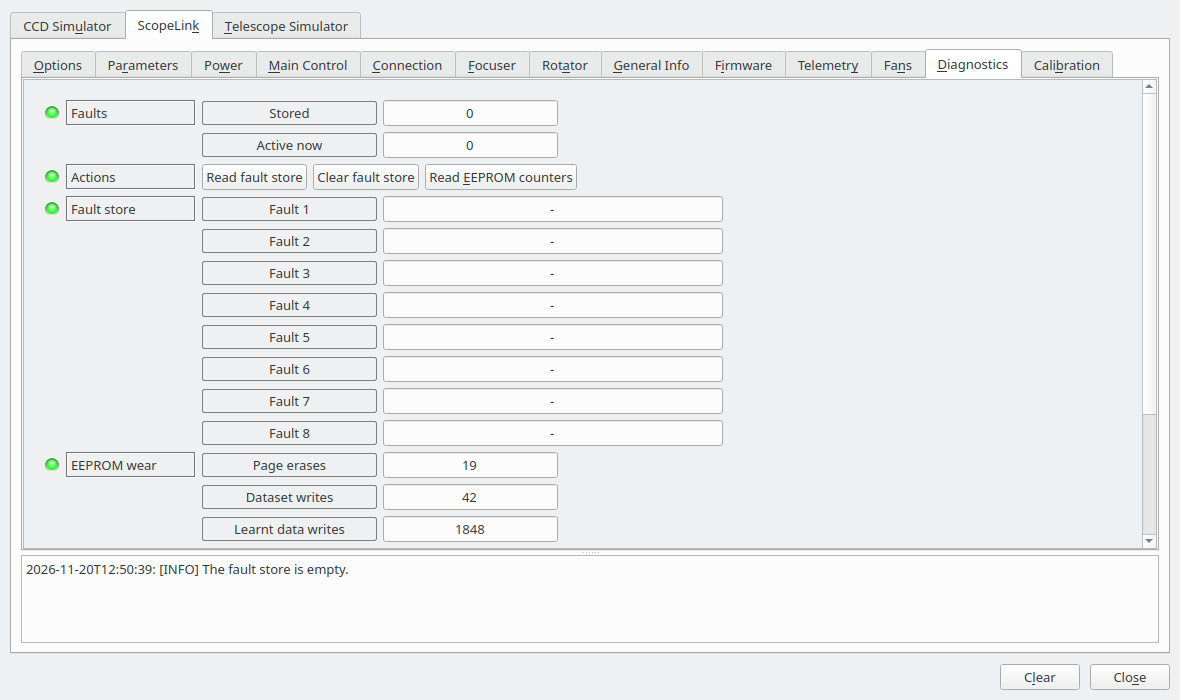 CCD Simulator ScopeLink Telescope Simulator
Options Parameters Power Main Control Connection Focuser Rotator General Info Firmware Telemetry Fans Diagnostics Calibration
Faults Stored 0
Active now 0
Actions Read fault store Clear fault store Read EEPROM counters
Fault store Fault 1 -
Fault 2 -
Fault 3 -
Fault 4 -
Fault 5 -
Fault 6 -
Fault 7 -
Fault 8 -
EEPROM wear Page erases 19
Dataset writes 42
Learnt data writes 1848
2026-11-20T12:50:39: [INFO] The fault store is empty.
Clear Close